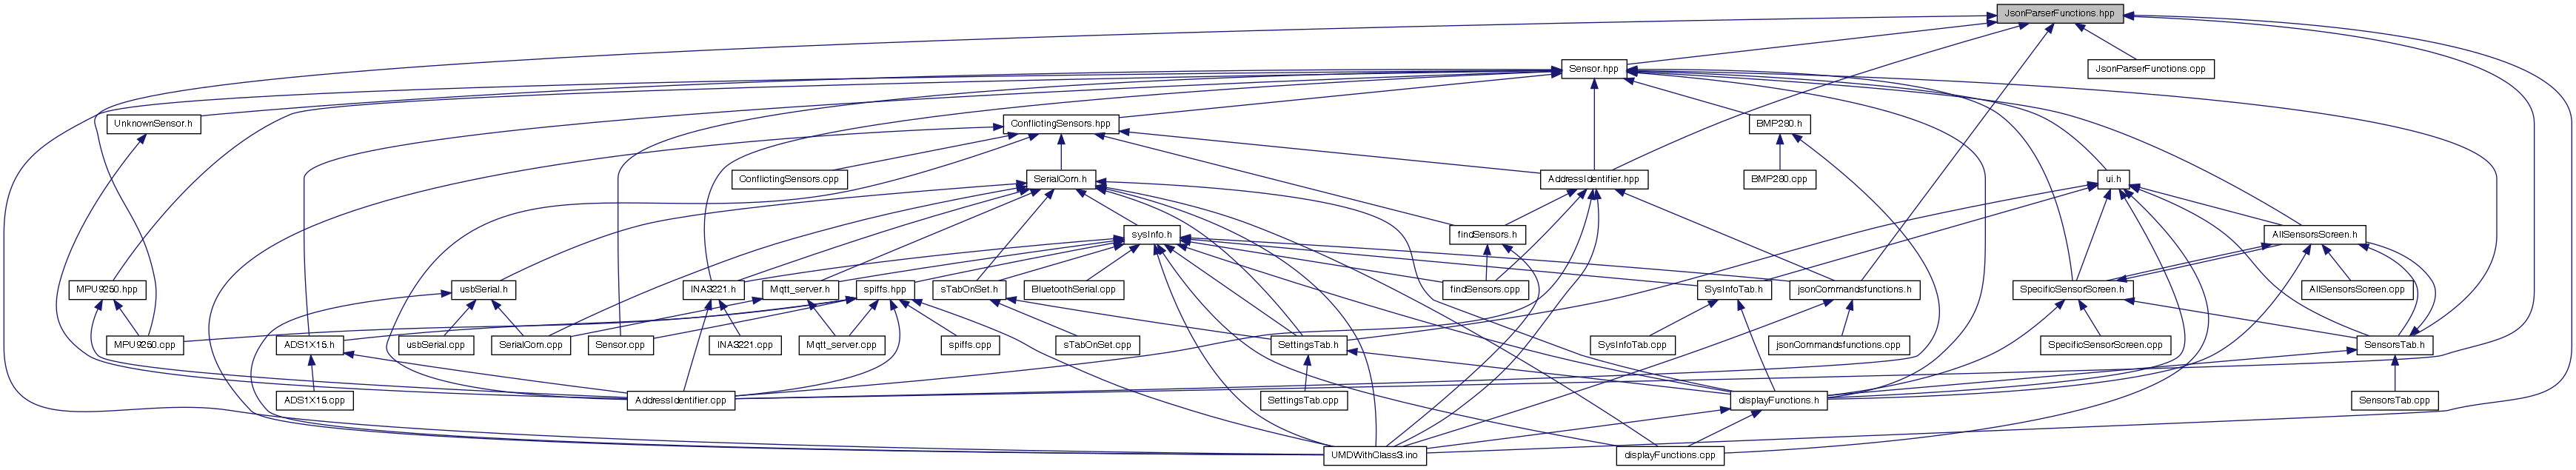 JsonParserFunctions.hpp
Sensor.hpp
JsonParserFunctions.cpp
UnknownSensor.h
ConflictingSensors.hpp
BMP280.h
ConflictingSensors.cpp
SerialCom.h
AddressIdentifier.hpp
BMP280.cpp
ui.h
sysInfo.h
findSensors.h
AllSensorsScreen.h
MPU9250.hpp
usbSerial.h
INA3221.h
Mqtt_server.h
spiffs.hpp
sTabOnSet.h
BluetoothSerial.cpp
findSensors.cpp
SysInfoTab.h
jsonCommandsfunctions.h
SpecificSensorScreen.h
AllSensorsScreen.cpp
MPU9250.cpp
ADS1X15.h
usbSerial.cpp
SerialCom.cpp
Sensor.cpp
INA3221.cpp
Mqtt_server.cpp
spiffs.cpp
sTabOnSet.cpp
SettingsTab.h
SysInfoTab.cpp
jsonCommandsfunctions.cpp
SpecificSensorScreen.cpp
SensorsTab.h
ADS1X15.cpp
AddressIdentifier.cpp
SettingsTab.cpp
displayFunctions.h
SensorsTab.cpp
UMDWithClass3.ino
displayFunctions.cpp